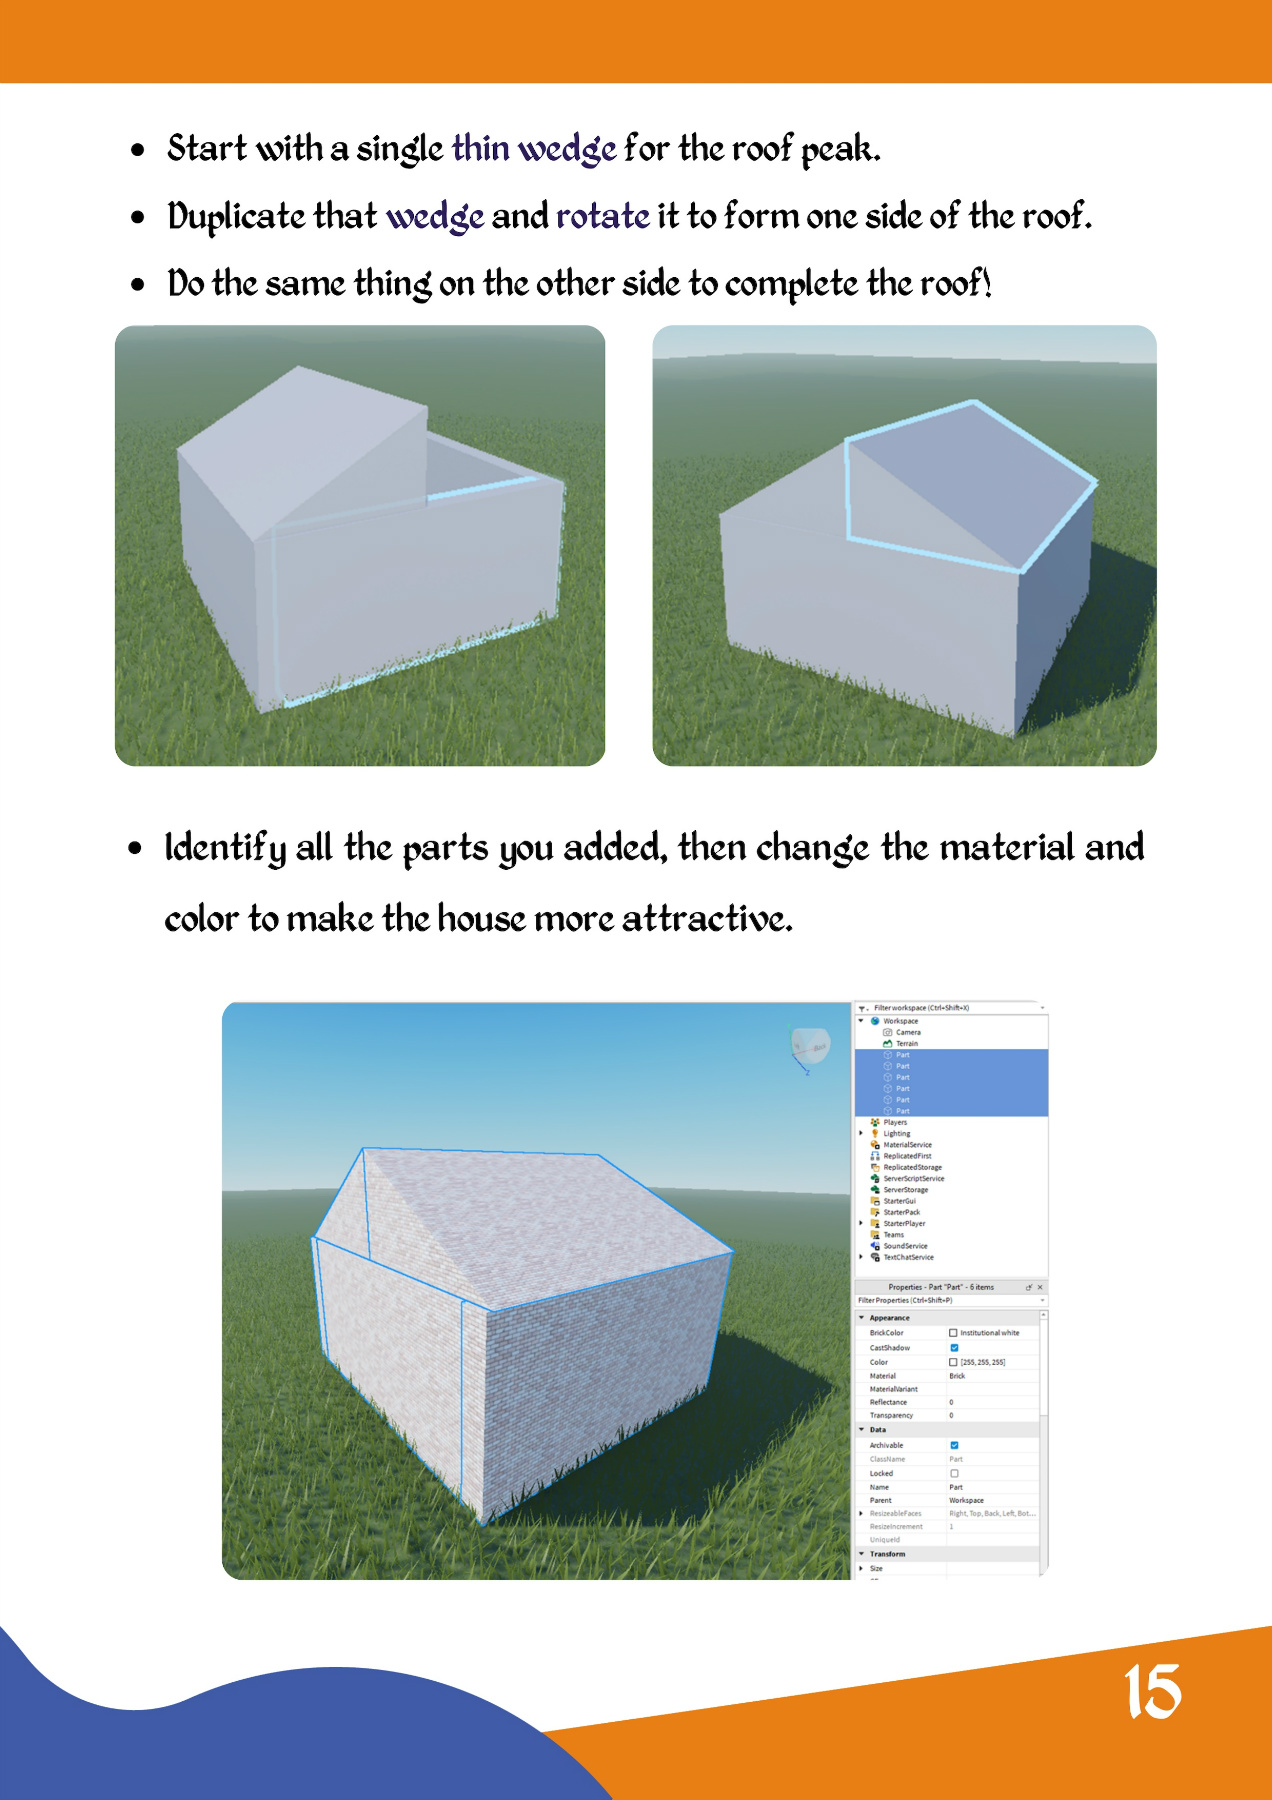 Start with a single thin wedge for the roof peak.
Duplicate that wedge and rotate it to form one side of the roof.
Do the same thing on the other side to complete the roof!
Identify all the parts you added, then change the material and
color to make the house more attractive.
Filter workspace (Ctrl+Shift+X)
Workspace
Camera
Terrain
Part
Part
Part
Part
Part
Part
Players
Lighting
MaterialService
ReplicatedFirst
ReplicatedStorage
ServerScriptService
ServerStorage
StarterGui
StarterPack
StarterPlayer
Teams
SoundService
TextChatService
Properties - Part "Part" - 6 items
Filter Properties (Ctrl+Shift+P)
Appearance
BrickColor Institutional white
CastShadow
Color [255, 255, 255]
Material Brick
MaterialVariant
Reflectance 0
Transparency 0
Data
Archivable
ClassName Part
Locked
Name Part
Parent Workspace
ResizeableFaces Right, Top, Back, Left, Bot...
ResizeIncrement 1
UniqueId
Transform
Size
15